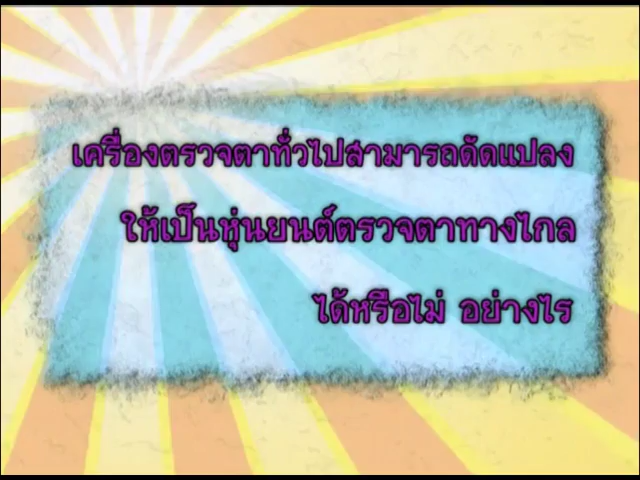 เครื่องตรวจตาทั่วไปสามารถดัดแปลง
ให้เป็นหุ่นยนต์ตรวจตาทางไกล
ได้หรือไม่ อย่างไร